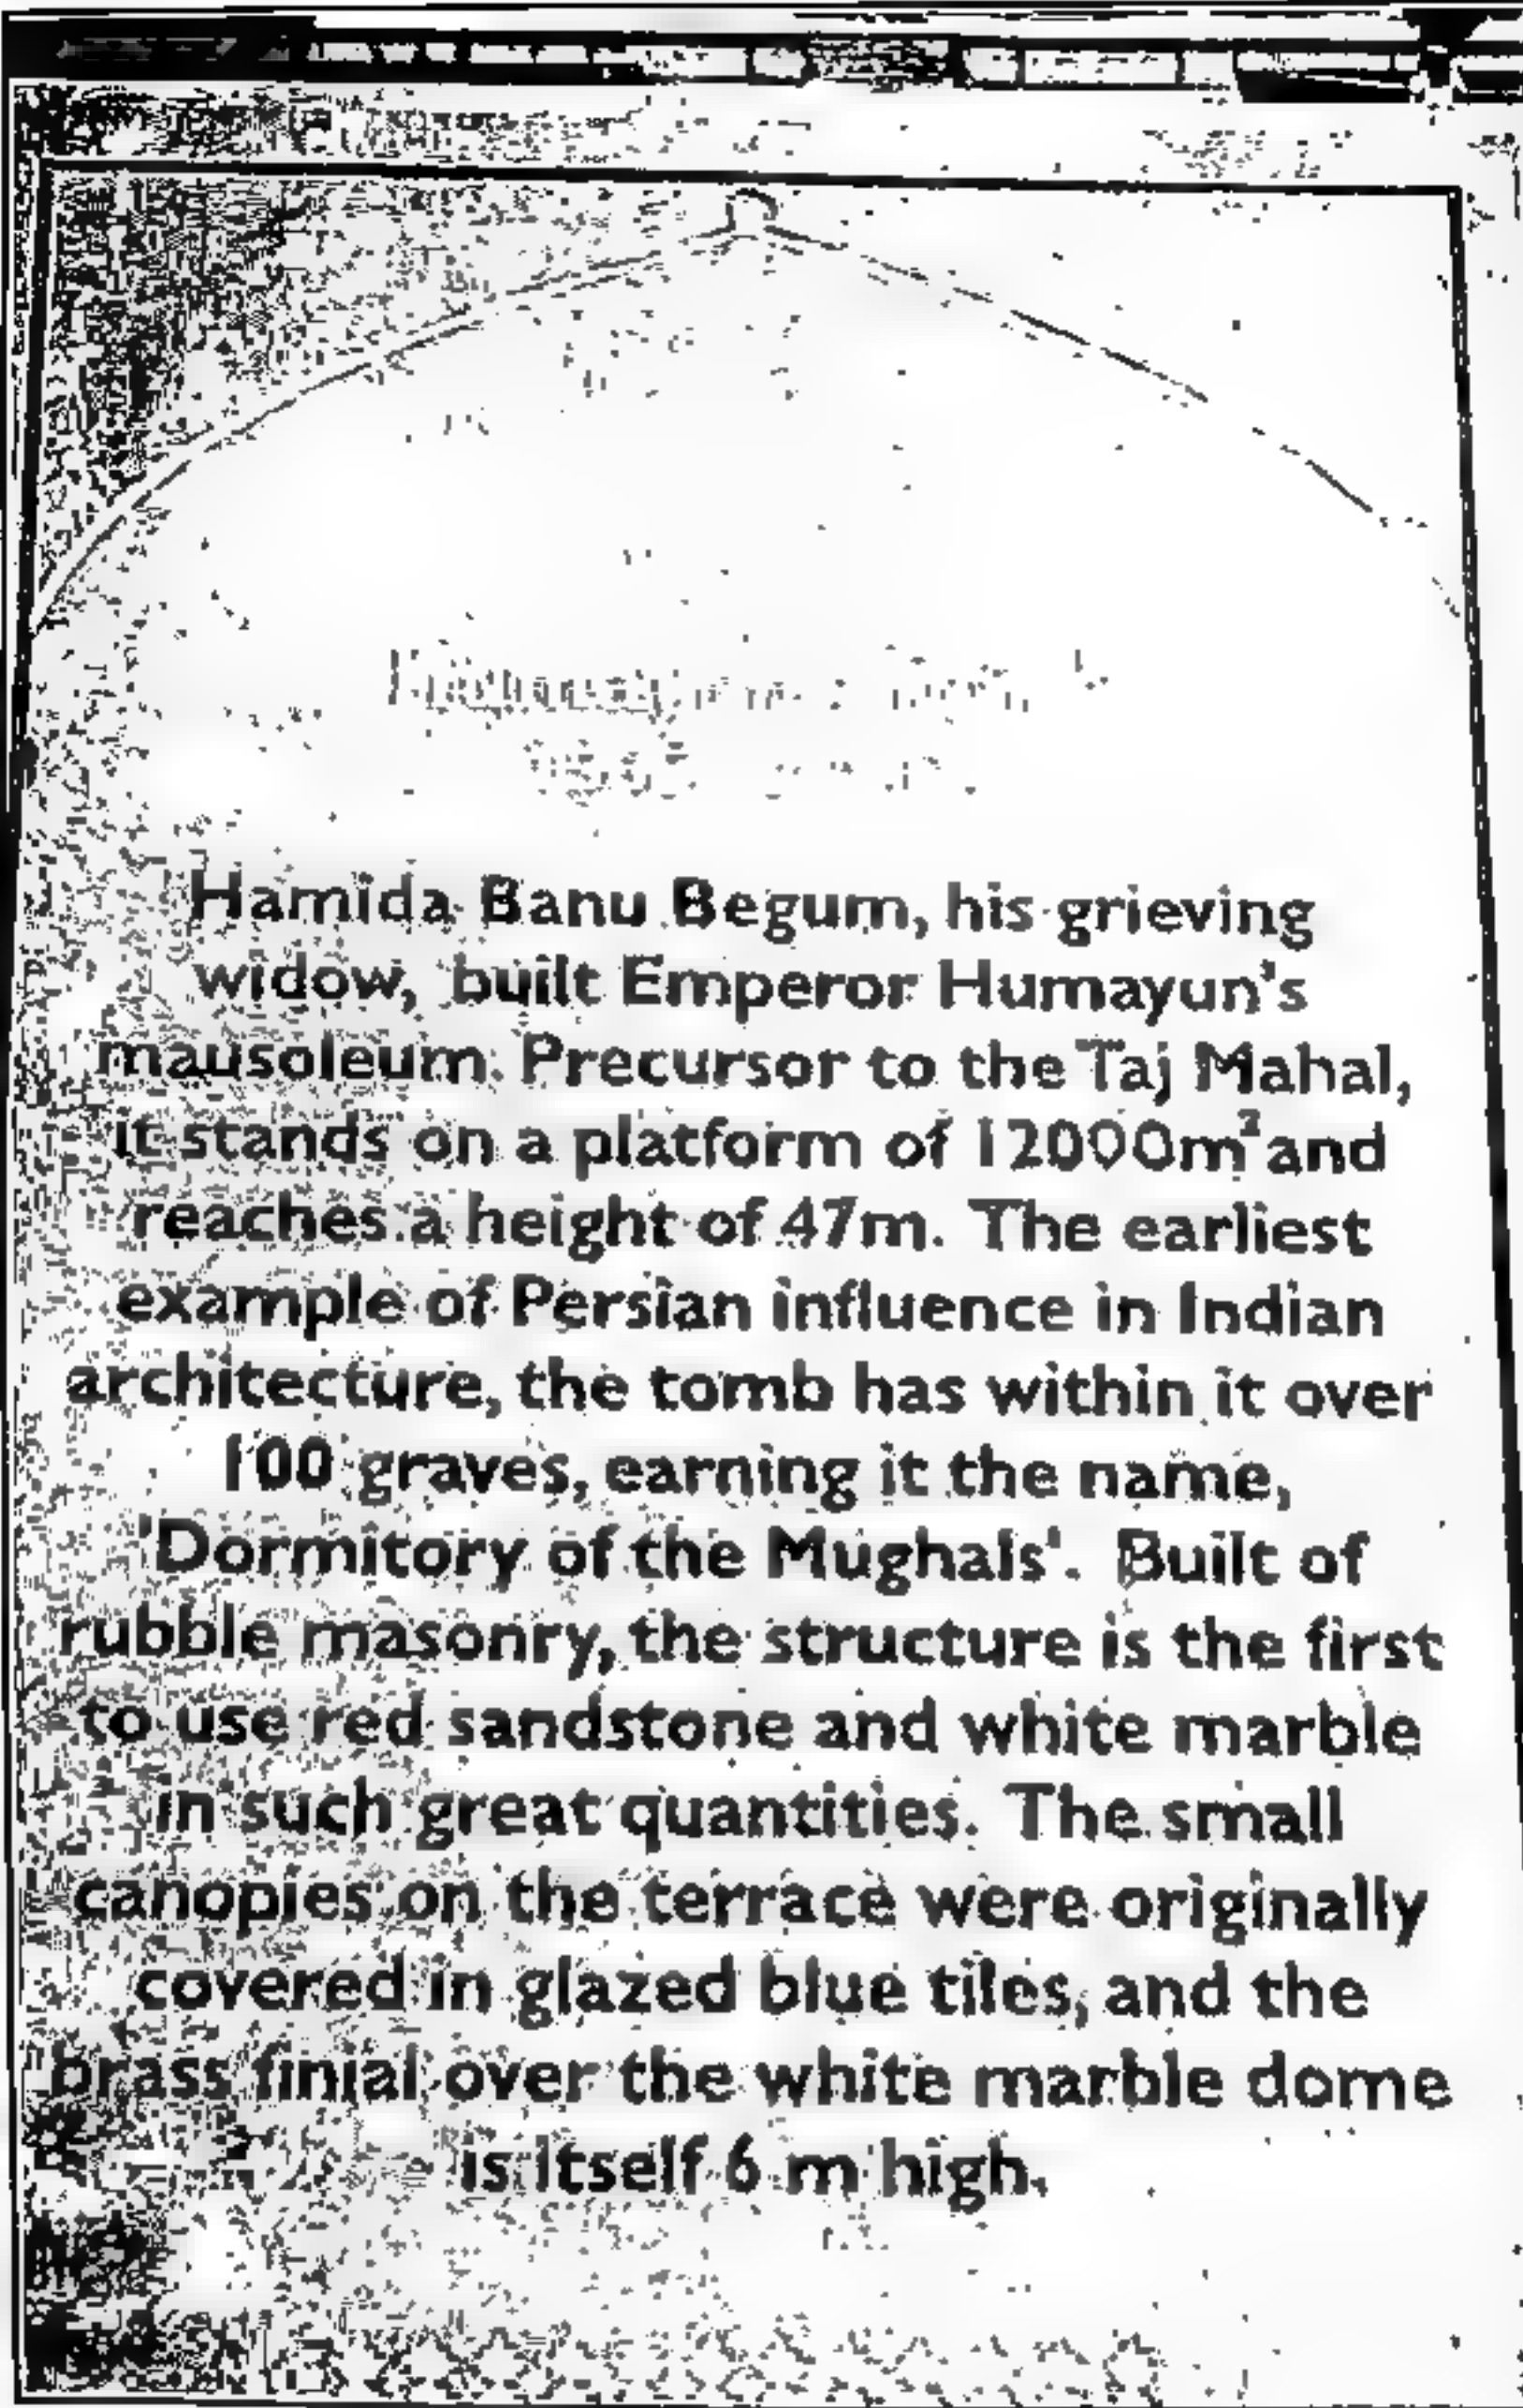 Hamida Banu Begum, his grieving
widow, built Emperor Humayun's
mausoleum. Precursor to the Taj Mahal,
it stands on a platform of 12000m² and
reaches a height of 47m. The earliest
example of Persian influence in Indian
architecture, the tomb has within it over
100 graves, earning it the name,
'Dormitory of the Mughals'. Built of
rubble masonry, the structure is the first
to use red sandstone and white marble
in such great quantities. The small
canopies on the terrace were originally
covered in glazed blue tiles, and the
brass finial over the white marble dome
is itself 6 m high.